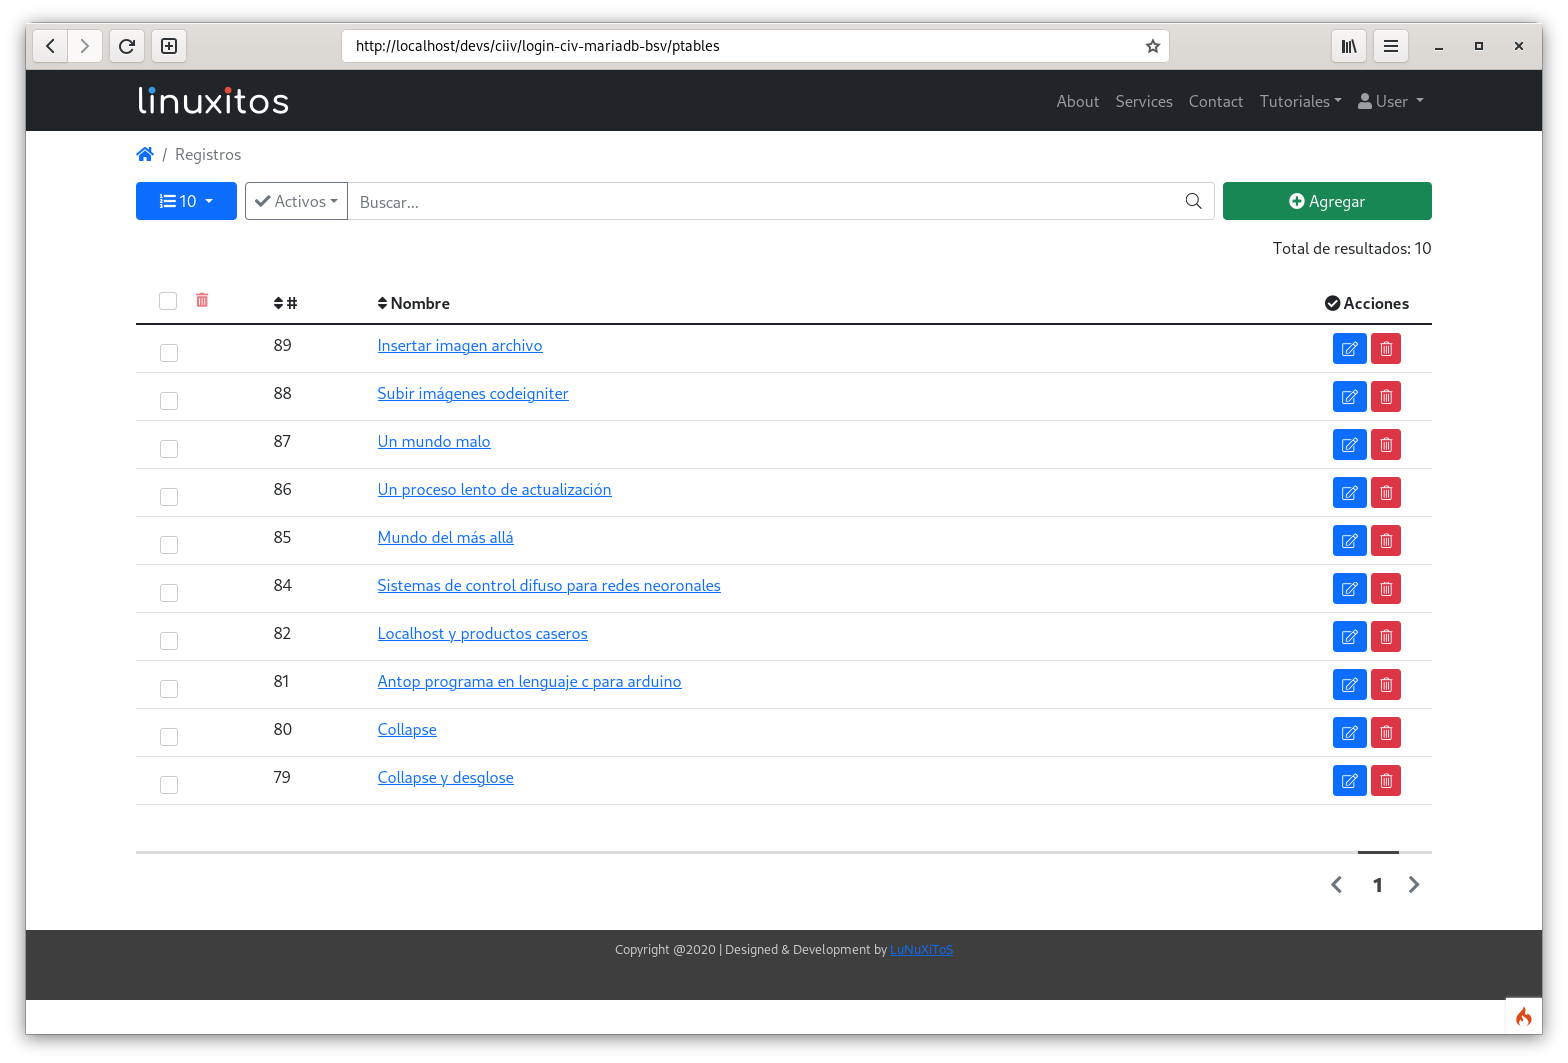 http://localhost/devs/ciiv/login-civ-mariadb-bsv/ptables
linuxitos About Services Contact Tutoriales User
/ Registros
10 Activos Buscar... Agregar
Total de resultados: 10
# Nombre Acciones
89 Insertar imagen archivo
88 Subir imágenes codeigniter
87 Un mundo malo
86 Un proceso lento de actualización
85 Mundo del más allá
84 Sistemas de control difuso para redes neoronales
82 Localhost y productos caseros
81 Antop programa en lenguaje c para arduino
80 Collapse
79 Collapse y desglose
1
Copyright @2020 | Designed & Development by LuNuXiToS